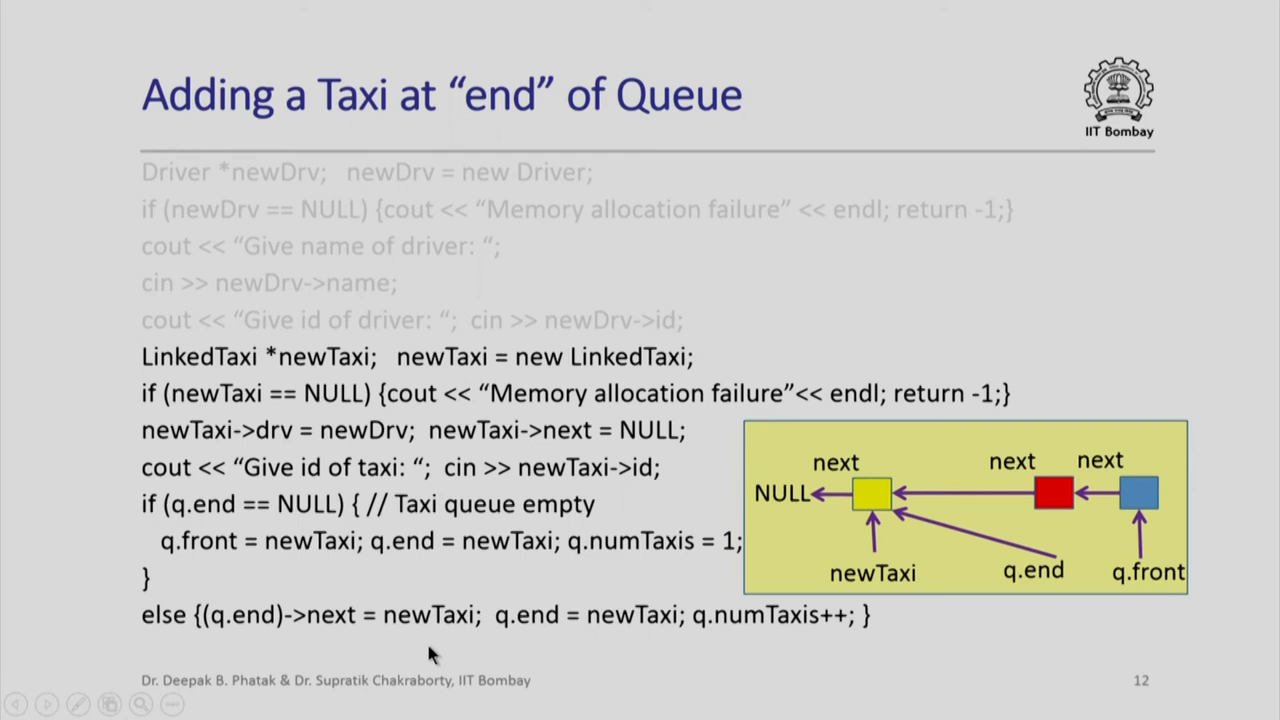 Adding a Taxi at “end” of Queue
IIT Bombay
Driver *newDrv; newDrv = new Driver;
if (newDrv == NULL) {cout << “Memory allocation failure” << endl; return -1;}
cout << “Give name of driver: “;
cin >> newDrv->name;
cout << “Give id of driver: “; cin >> newDrv->id;
LinkedTaxi *newTaxi; newTaxi = new LinkedTaxi;
if (newTaxi == NULL) {cout << “Memory allocation failure”<< endl; return -1;}
newTaxi->drv = newDrv; newTaxi->next = NULL;
cout << “Give id of taxi: “; cin >> newTaxi->id;
if (q.end == NULL) { // Taxi queue empty
q.front = newTaxi; q.end = newTaxi; q.numTaxis = 1;
}
else {(q.end)->next = newTaxi; q.end = newTaxi; q.numTaxis++; }
next next next
NULL
newTaxi q.end q.front
Dr. Deepak B. Phatak & Dr. Supratik Chakraborty, IIT Bombay
12